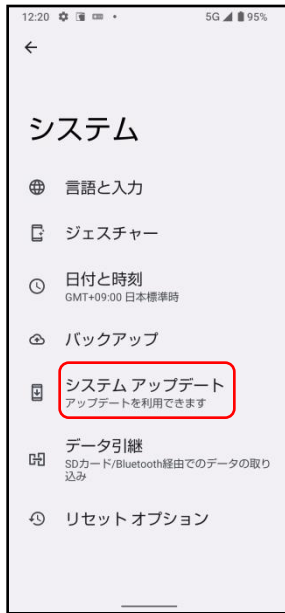 12:20 5G 95%
システム
言語と入力
ジェスチャー
日付と時刻
GMT+09:00 日本標準時
バックアップ
システム アップデート
アップデートを利用できます
データ引継
SDカード/Bluetooth経由でのデータの取り
込み
リセット オプション